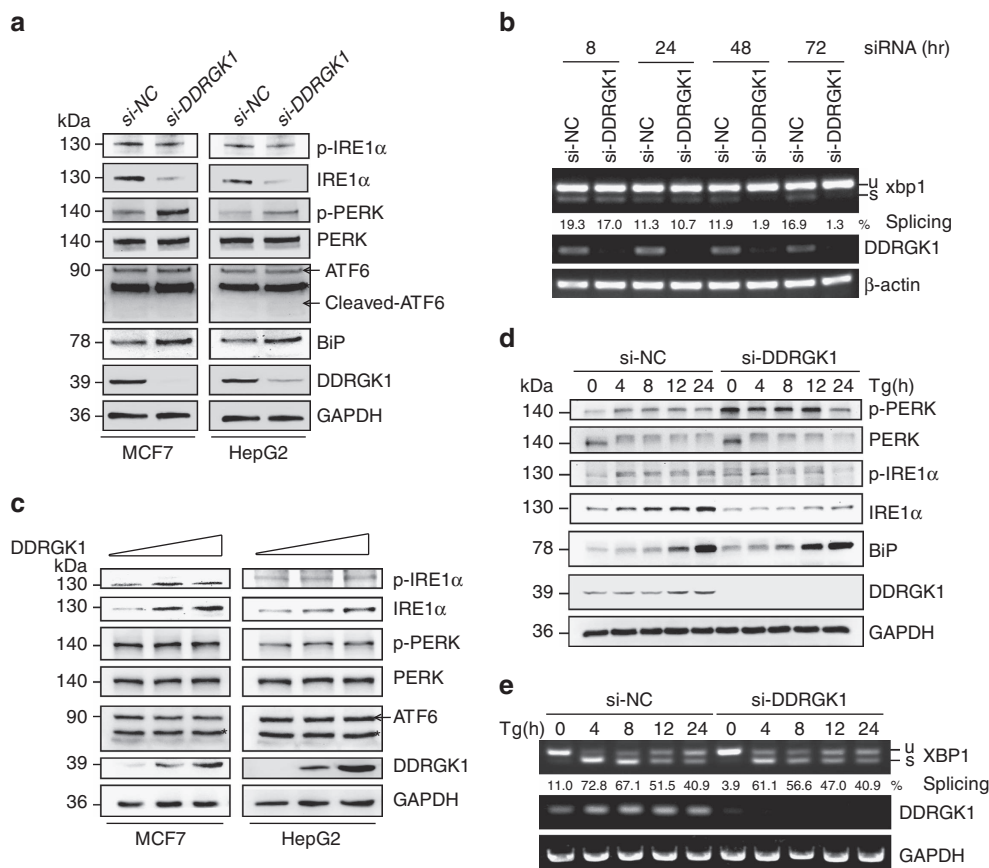 a
si-NC si-DDRGK1 si-NC si-DDRGK1
kDa
130 p-IRE1α
130 IRE1α
140 p-PERK
140 PERK
90 ATF6
Cleaved-ATF6
78 BiP
39 DDRGK1
36 GAPDH
MCF7 HepG2
b
8 24 48 72 siRNA (hr)
si-NC si-DDRGK1 si-NC si-DDRGK1 si-NC si-DDRGK1 si-NC si-DDRGK1
u
s
xbp1
19.3 17.0 11.3 10.7 11.9 1.9 16.9 1.3 % Splicing
DDRGK1
β-actin
c
DDRGK1
kDa
130 p-IRE1α
130 IRE1α
140 p-PERK
140 PERK
90 ATF6
* *
39 DDRGK1
36 GAPDH
MCF7 HepG2
d
si-NC si-DDRGK1
kDa 0 4 8 12 24 0 4 8 12 24 Tg(h)
140 p-PERK
140 PERK
130 p-IRE1α
130 IRE1α
78 BiP
39 DDRGK1
36 GAPDH
e
si-NC si-DDRGK1
Tg(h) 0 4 8 12 24 0 4 8 12 24
u
s
XBP1
11.0 72.8 67.1 51.5 40.9 3.9 61.1 56.6 47.0 40.9 % Splicing
DDRGK1
GAPDH